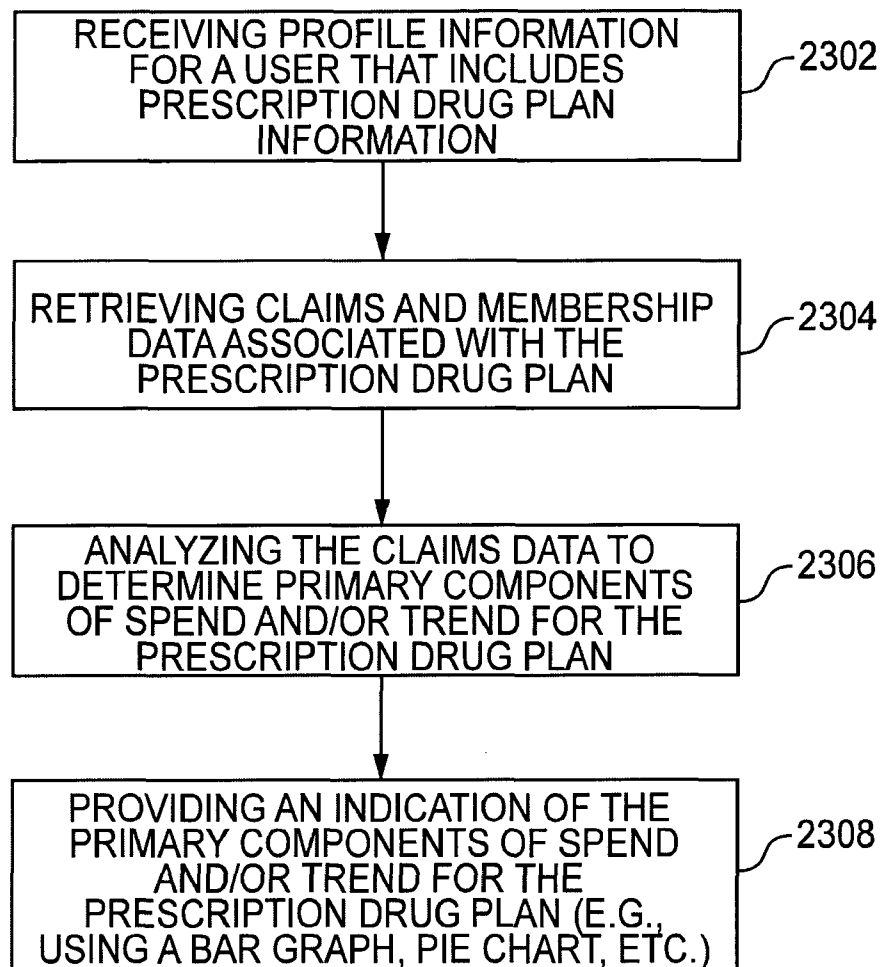 RECEIVING PROFILE INFORMATION
FOR A USER THAT INCLUDES
PRESCRIPTION DRUG PLAN
INFORMATION
2302
RETRIEVING CLAIMS AND MEMBERSHIP
DATA ASSOCIATED WITH THE
PRESCRIPTION DRUG PLAN
2304
ANALYZING THE CLAIMS DATA TO
DETERMINE PRIMARY COMPONENTS
OF SPEND AND/OR TREND FOR THE
PRESCRIPTION DRUG PLAN
2306
PROVIDING AN INDICATION OF THE
PRIMARY COMPONENTS OF SPEND
AND/OR TREND FOR THE
PRESCRIPTION DRUG PLAN (E.G.,
USING A BAR GRAPH, PIE CHART, ETC.)
2308